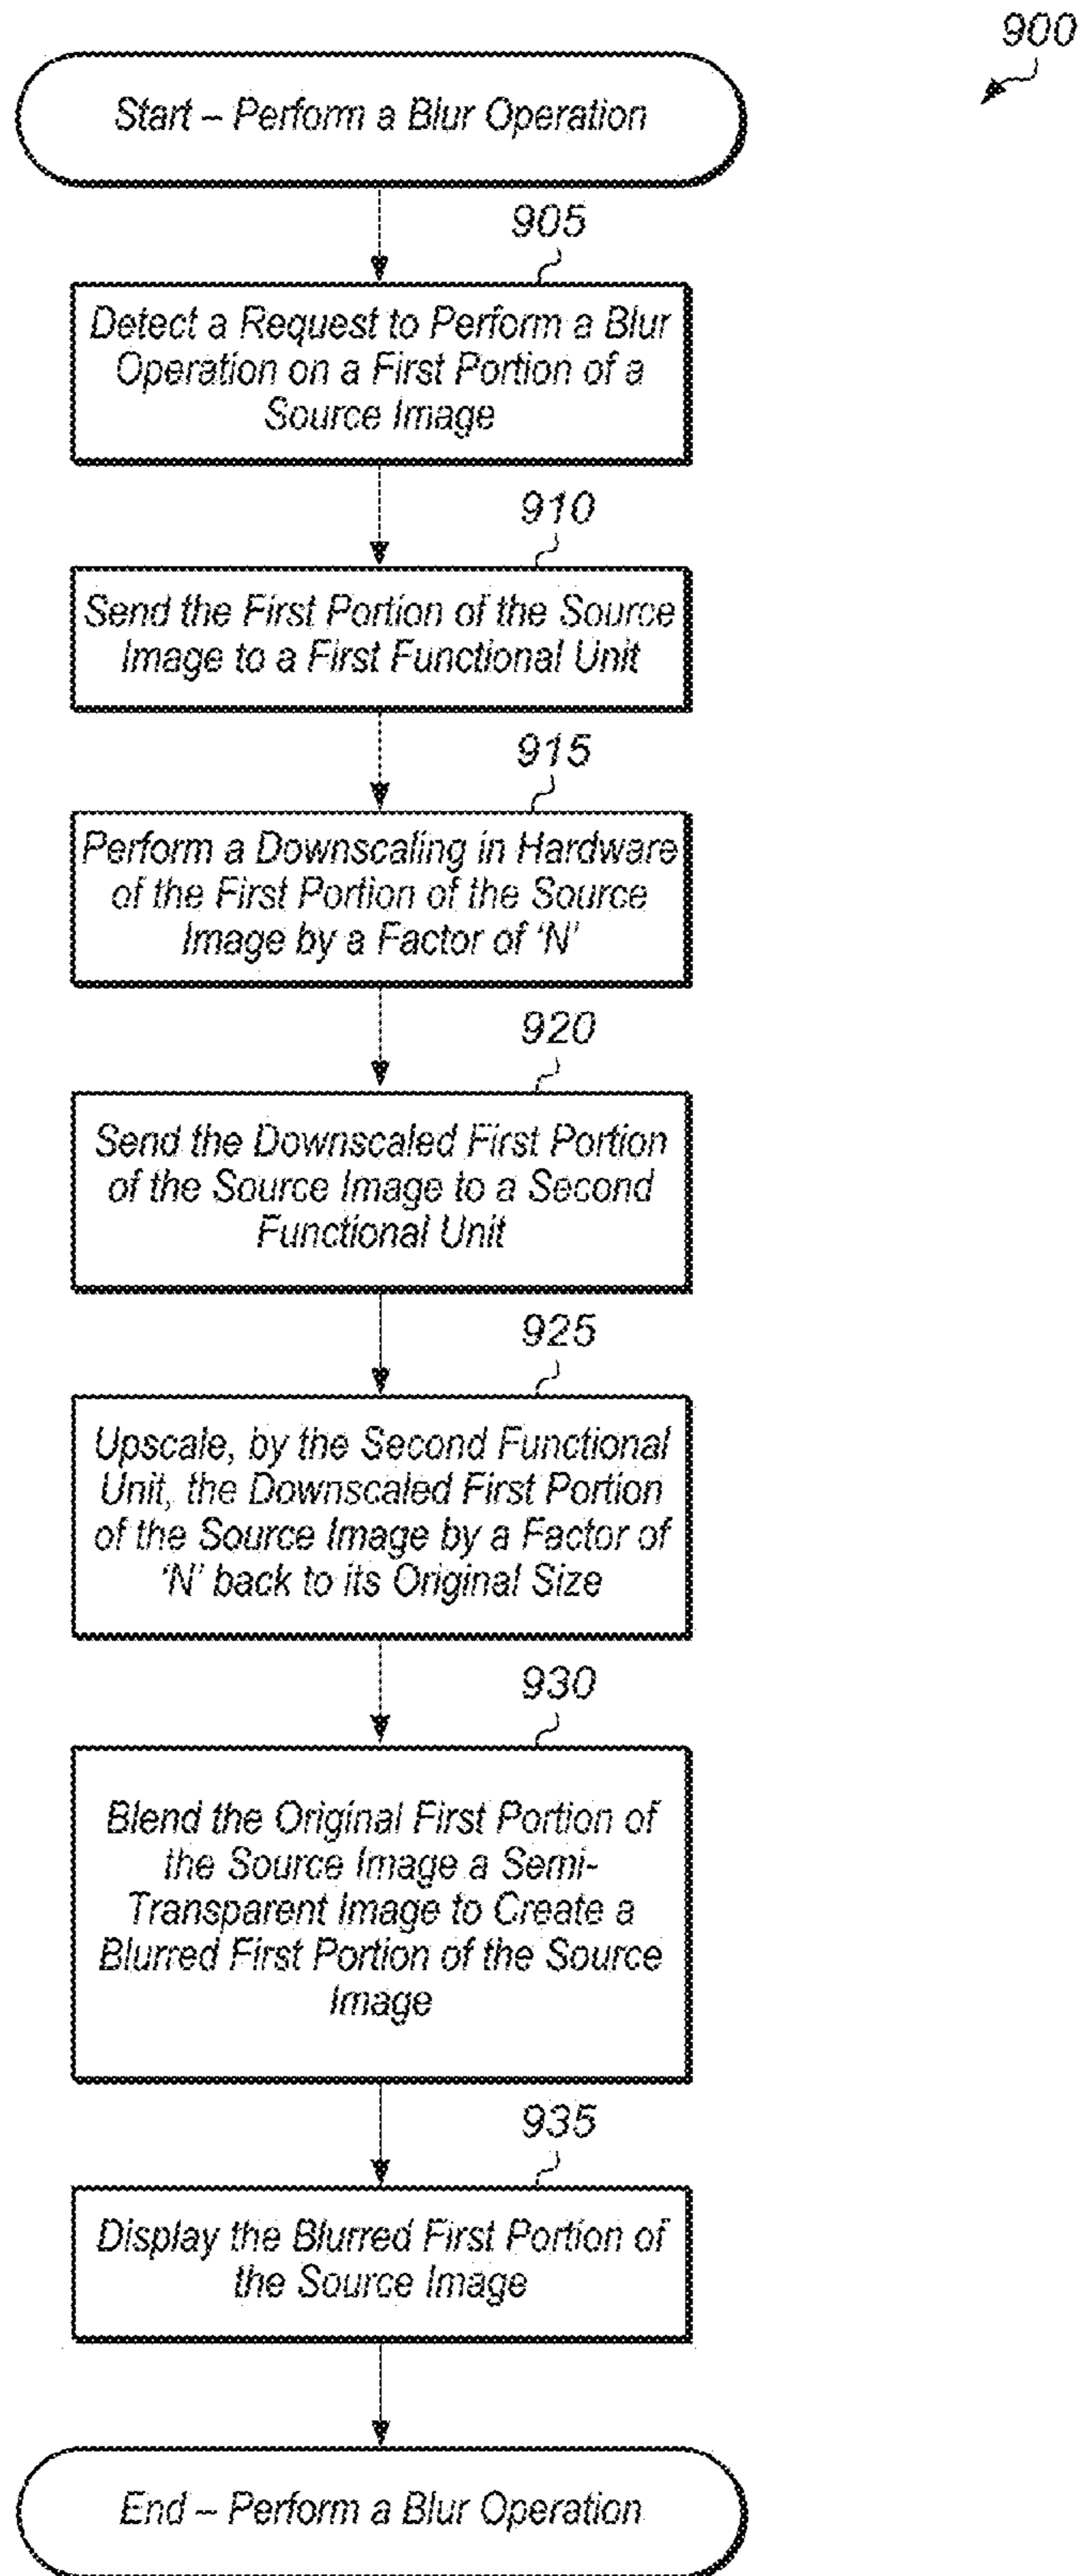 900
Start – Perform a Blur Operation
905
Detect a Request to Perform a Blur
Operation on a First Portion of a
Source Image
910
Send the First Portion of the Source
Image to a First Functional Unit
915
Perform a Downscaling in Hardware
of the First Portion of the Source
Image by a Factor of ‘N’
920
Send the Downscaled First Portion
of the Source Image to a Second
Functional Unit
925
Upscale, by the Second Functional
Unit, the Downscaled First Portion
of the Source Image by a Factor of
‘N’ back to its Original Size
930
Blend the Original First Portion of
the Source Image a Semi-
Transparent Image to Create a
Blurred First Portion of the Source
Image
935
Display the Blurred First Portion of
the Source Image
End – Perform a Blur Operation